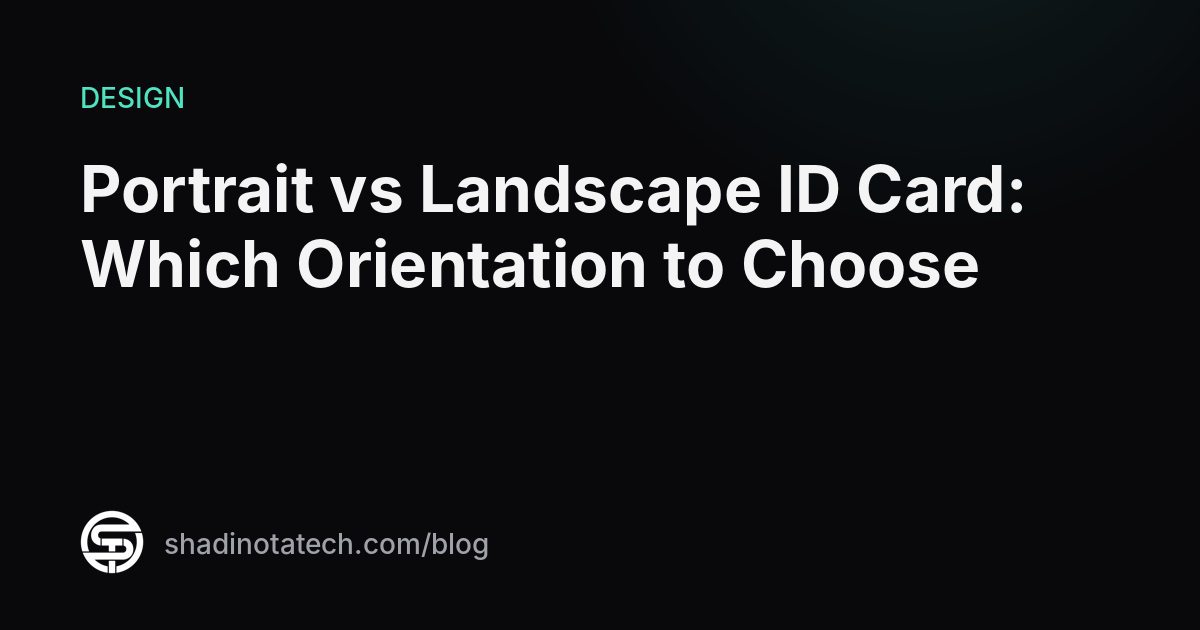 DESIGN
Portrait vs Landscape ID Card:
Which Orientation to Choose
shadinotatech.com/blog